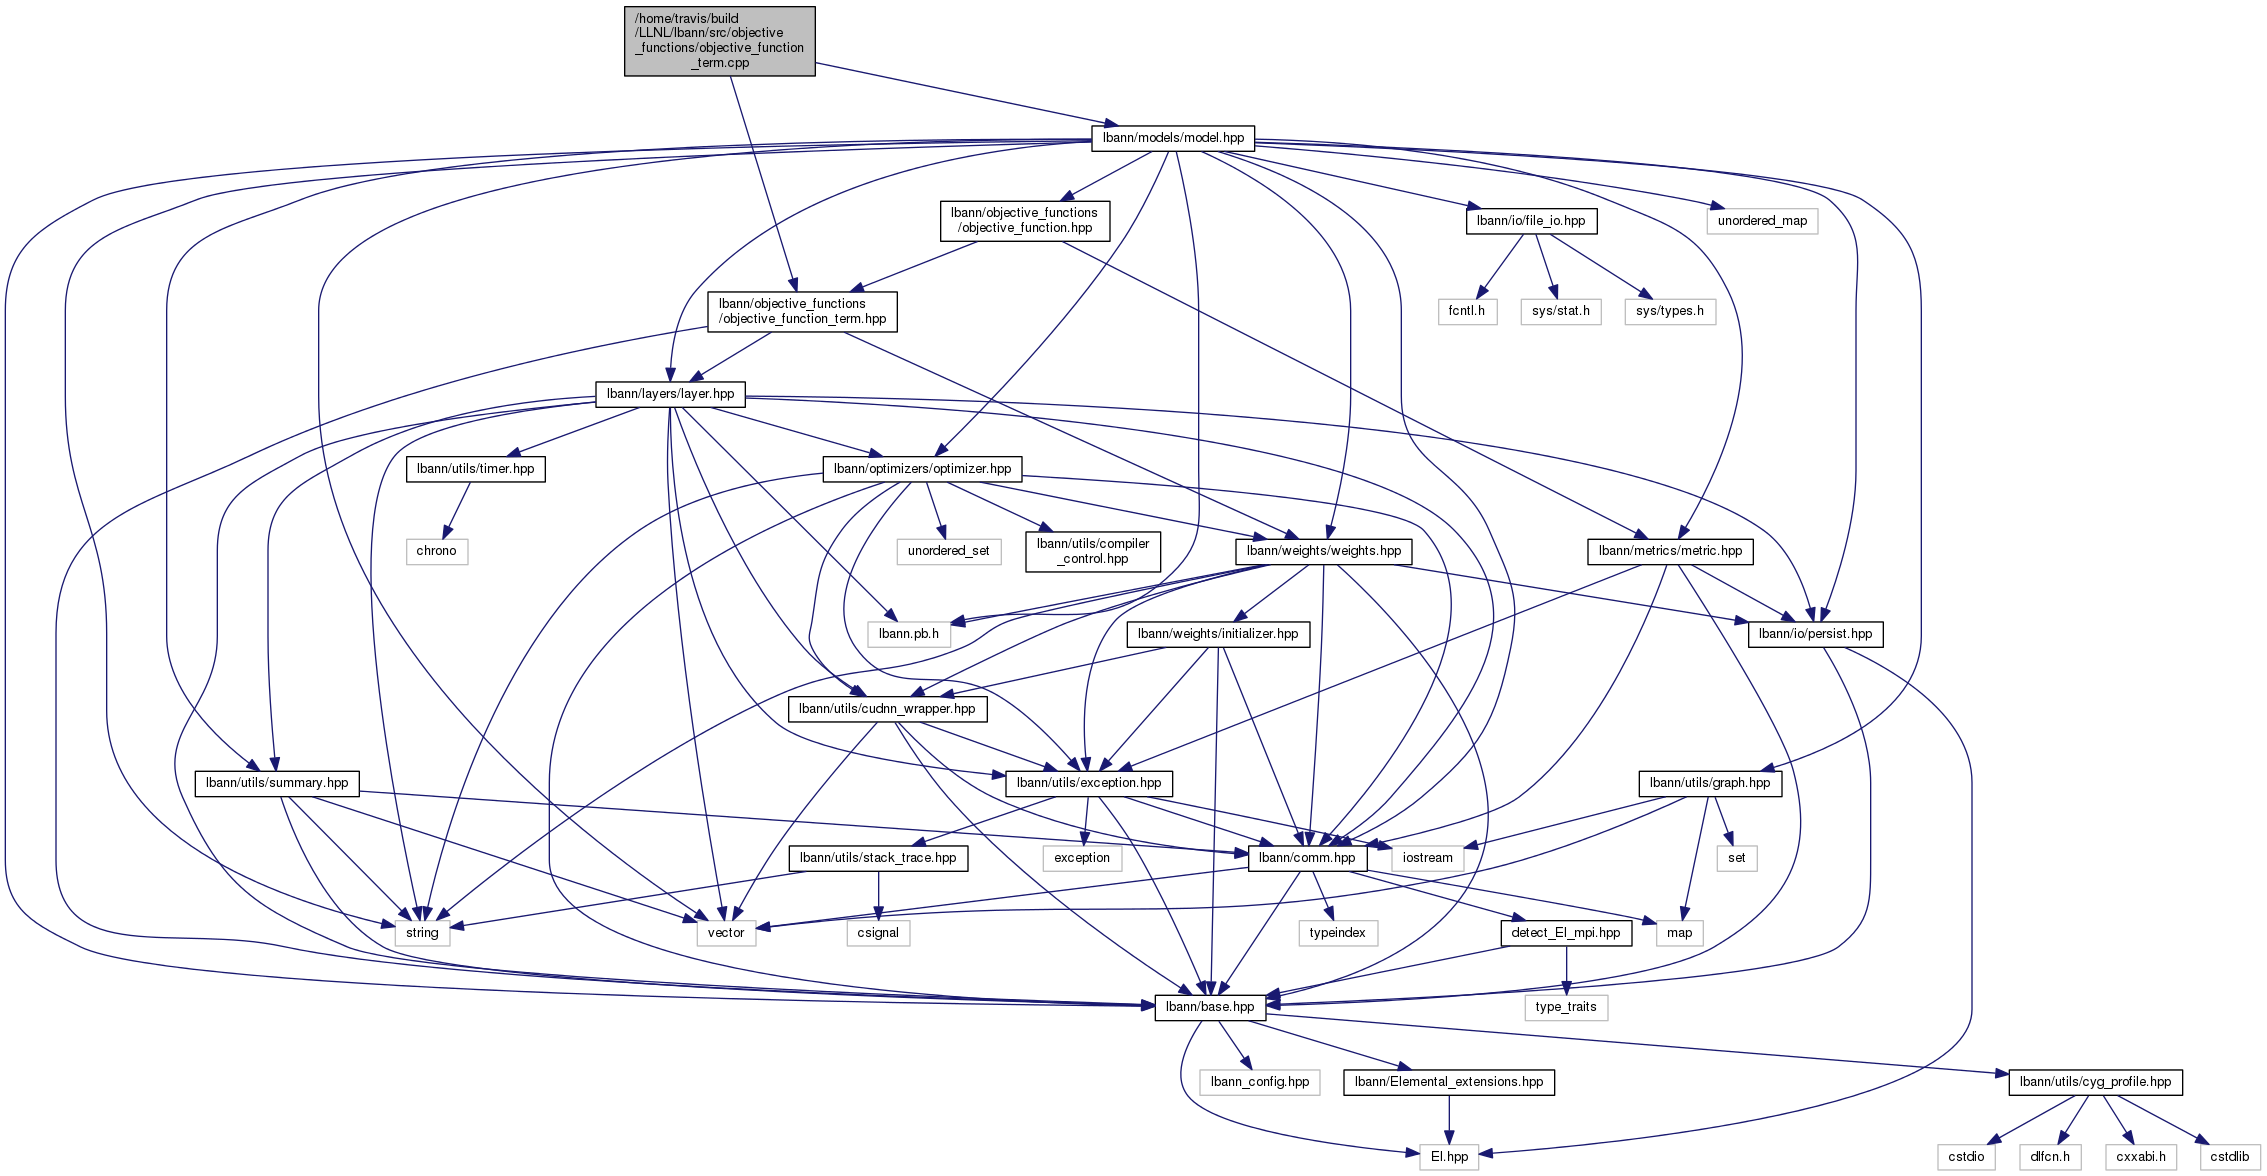 /home/travis/build
/LLNL/lbann/src/objective
_functions/objective_function
_term.cpp
lbann/models/model.hpp
lbann/objective_functions
/objective_function.hpp
lbann/io/file_io.hpp
unordered_map
lbann/objective_functions
/objective_function_term.hpp
fcntl.h
sys/stat.h
sys/types.h
lbann/layers/layer.hpp
lbann/utils/timer.hpp
lbann/optimizers/optimizer.hpp
chrono
unordered_set
lbann/utils/compiler
_control.hpp
lbann/weights/weights.hpp
lbann/metrics/metric.hpp
lbann.pb.h
lbann/weights/initializer.hpp
lbann/io/persist.hpp
lbann/utils/cudnn_wrapper.hpp
lbann/utils/summary.hpp
lbann/utils/exception.hpp
lbann/utils/graph.hpp
lbann/utils/stack_trace.hpp
exception
lbann/comm.hpp
iostream
set
string
vector
csignal
typeindex
detect_El_mpi.hpp
map
lbann/base.hpp
type_traits
lbann_config.hpp
lbann/Elemental_extensions.hpp
lbann/utils/cyg_profile.hpp
El.hpp
cstdio
dlfcn.h
cxxabi.h
cstdlib